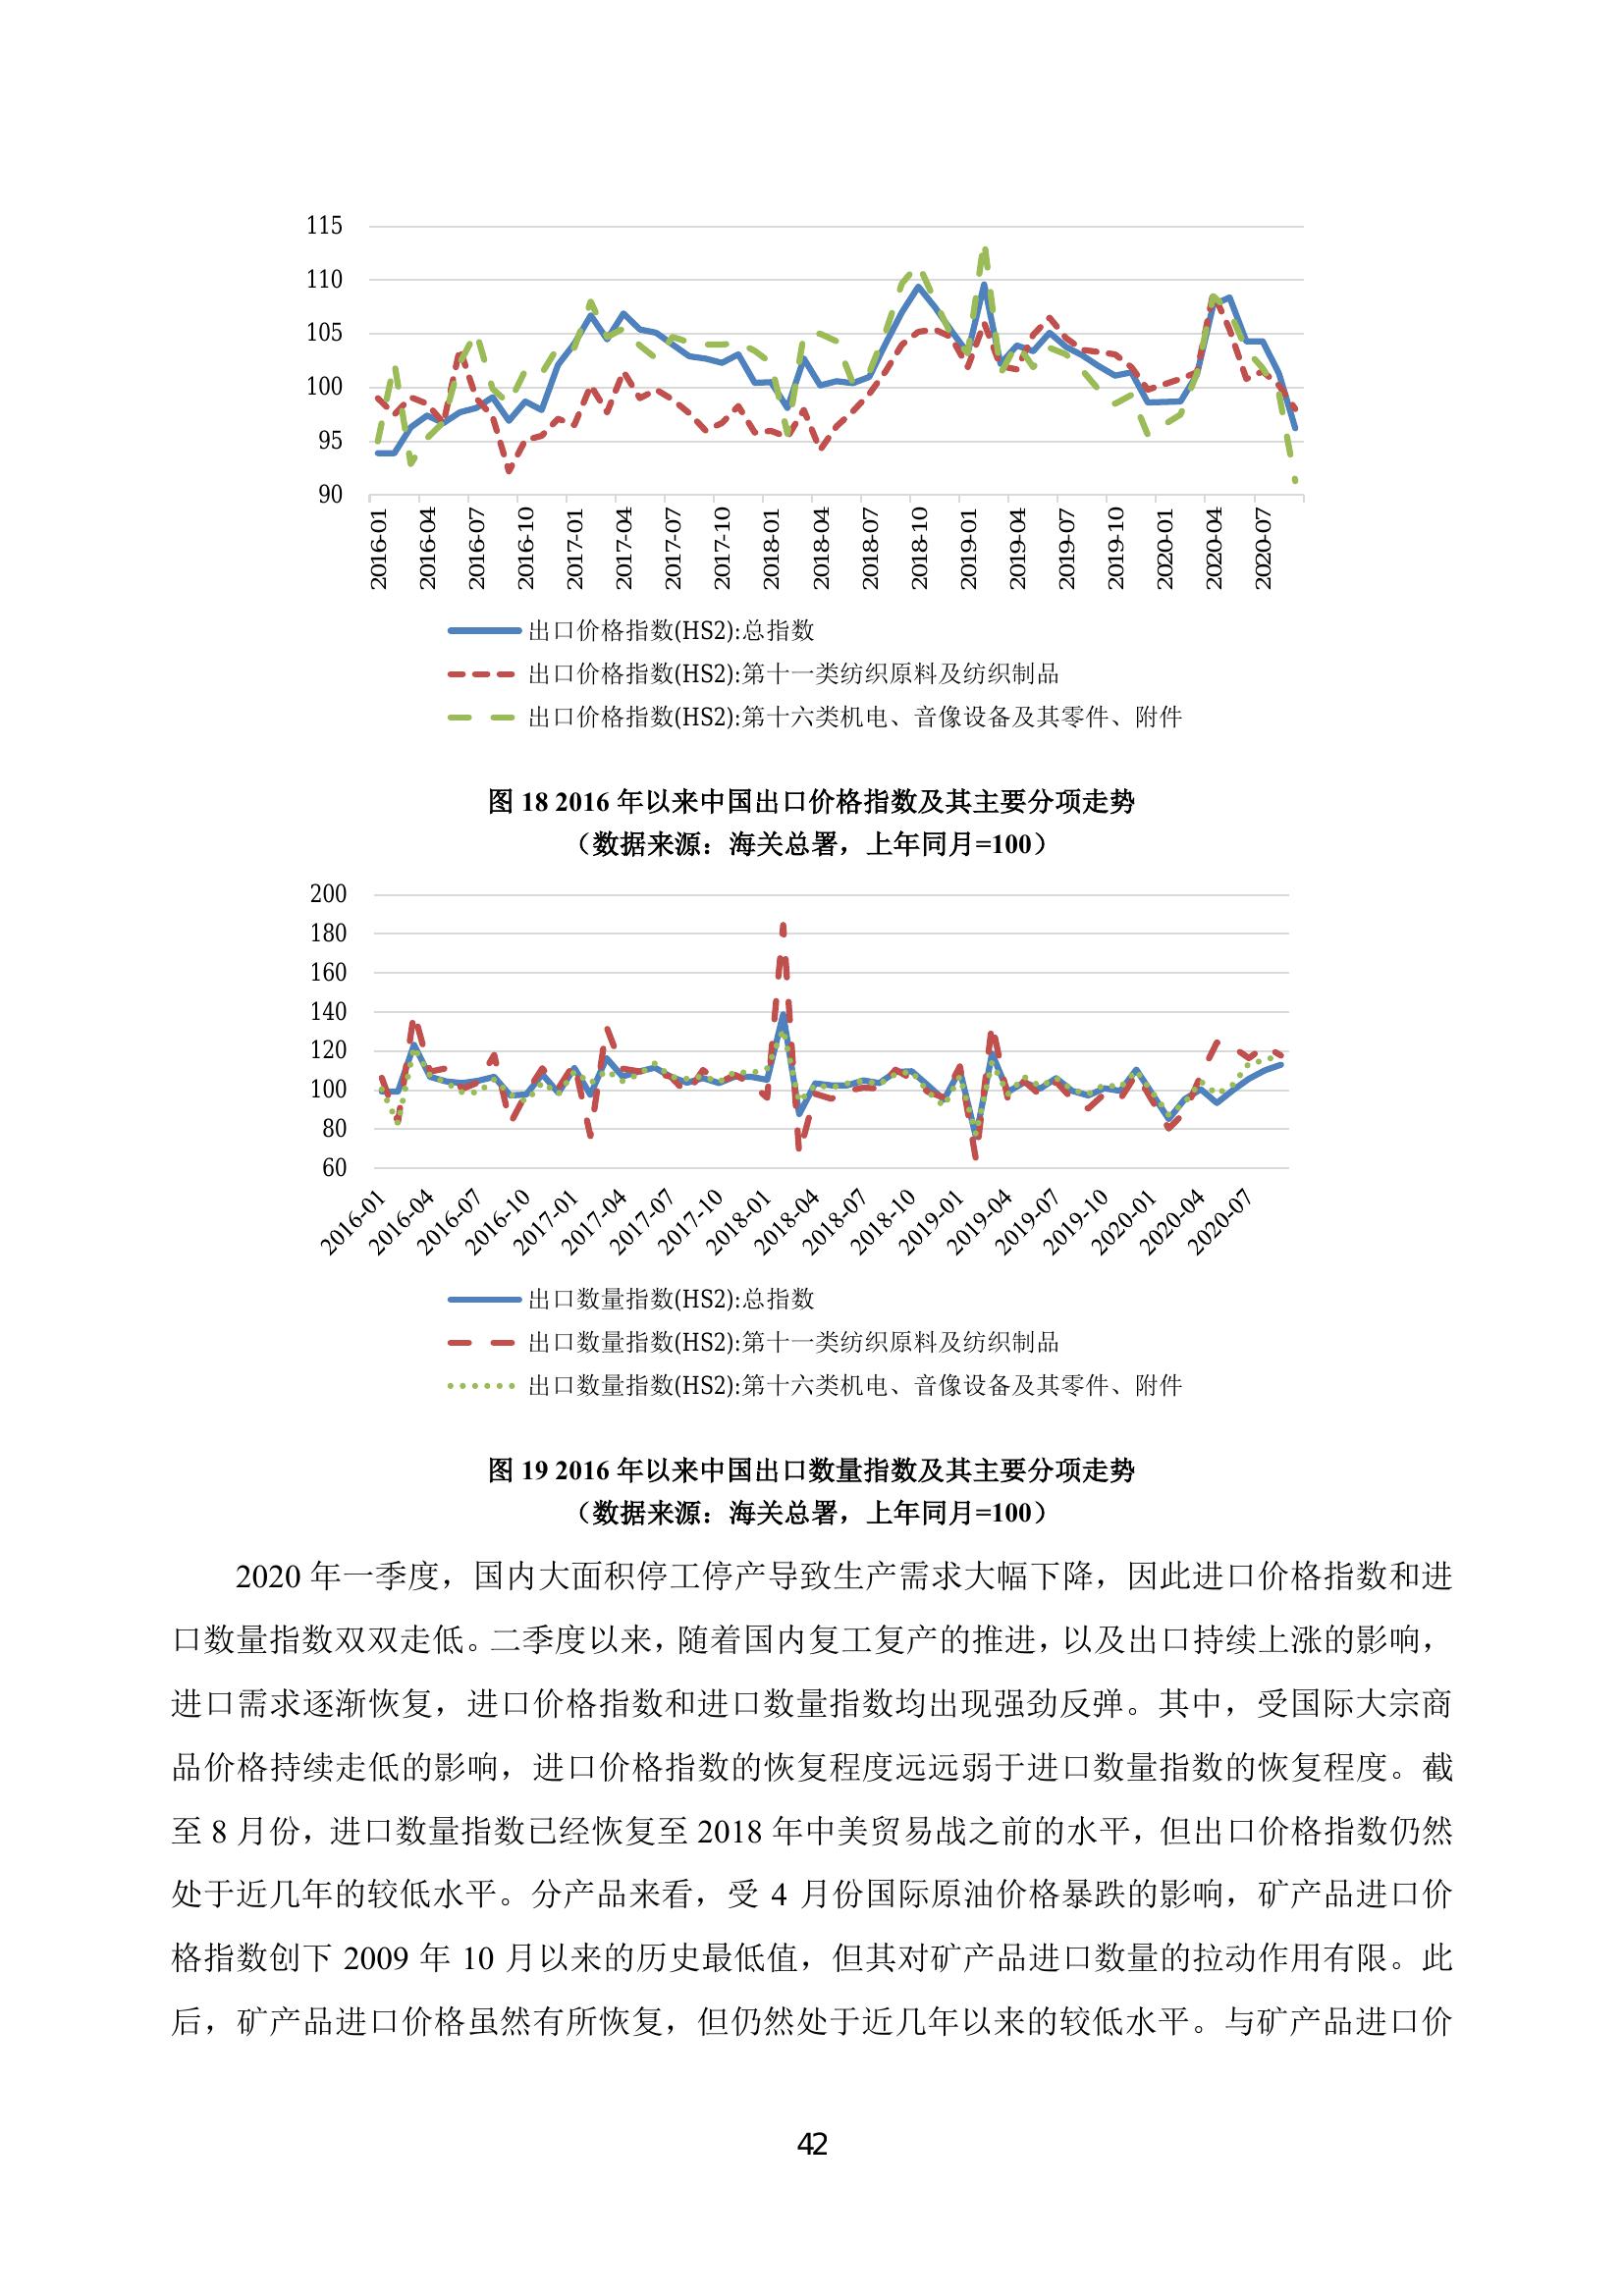 115
110
105
100
95
90
2016-01
2016-04
2016-07
2016-10
2017-01
2017-04
2017-07
2017-10
2018-01
2018-04
2018-07
2018-10
2019-01
2019-04
2019-07
2019-10
2020-01
2020-04
2020-07
出口价格指数(HS2):总指数
出口价格指数(HS2):第十一类纺织原料及纺织制品
出口价格指数(HS2):第十六类机电、音像设备及其零件、附件
图 18 2016 年以来中国出口价格指数及其主要分项走势
（数据来源：海关总署，上年同月=100）
200
180
160
140
120
100
80
60
2016-01
2016-04
2016-07
2016-10
2017-01
2017-04
2017-07
2017-10
2018-01
2018-04
2018-07
2018-10
2019-01
2019-04
2019-07
2019-10
2020-01
2020-04
2020-07
出口数量指数(HS2):总指数
出口数量指数(HS2):第十一类纺织原料及纺织制品
出口数量指数(HS2):第十六类机电、音像设备及其零件、附件
图 19 2016 年以来中国出口数量指数及其主要分项走势
（数据来源：海关总署，上年同月=100）
2020 年一季度，国内大面积停工停产导致生产需求大幅下降，因此进口价格指数和进
口数量指数双双走低。二季度以来，随着国内复工复产的推进，以及出口持续上涨的影响，
进口需求逐渐恢复，进口价格指数和进口数量指数均出现强劲反弹。其中，受国际大宗商
品价格持续走低的影响，进口价格指数的恢复程度远远弱于进口数量指数的恢复程度。截
至 8 月份，进口数量指数已经恢复至 2018 年中美贸易战之前的水平，但出口价格指数仍然
处于近几年的较低水平。分产品来看，受 4 月份国际原油价格暴跌的影响，矿产品进口价
格指数创下 2009 年 10 月以来的历史最低值，但其对矿产品进口数量的拉动作用有限。此
后，矿产品进口价格虽然有所恢复，但仍然处于近几年以来的较低水平。与矿产品进口价
42